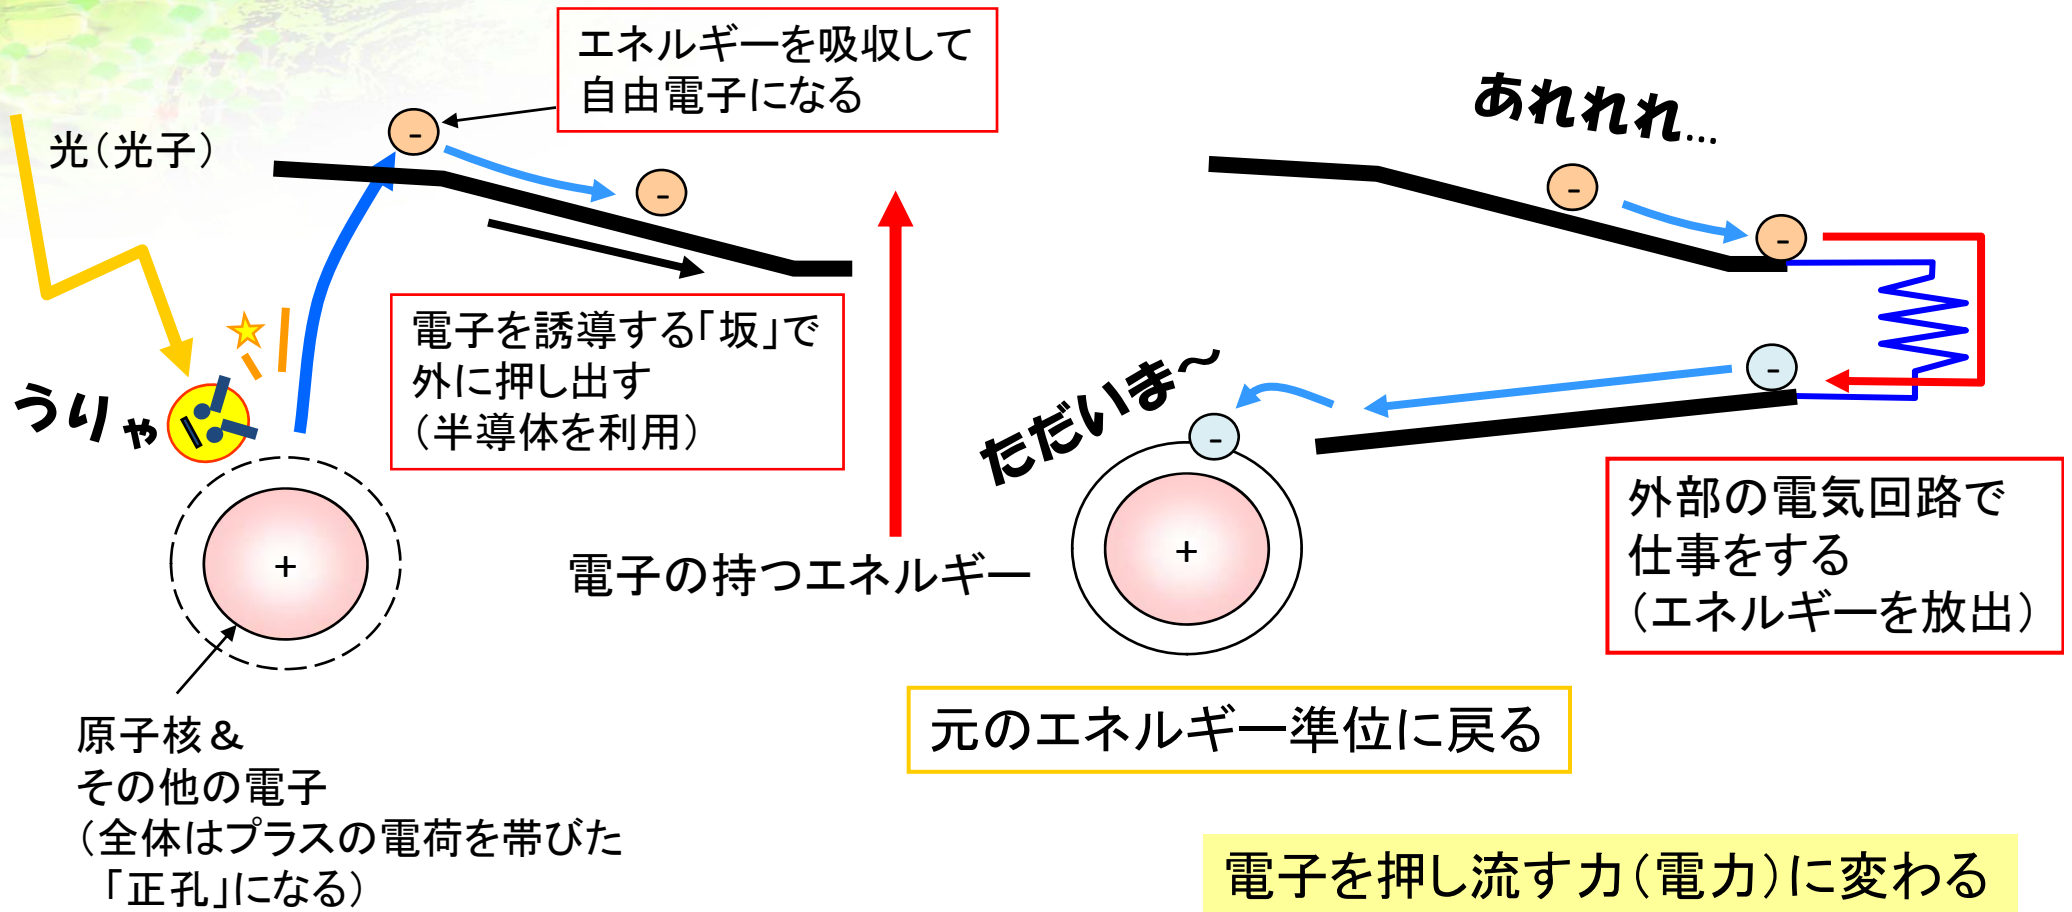 エネルギーを吸収して
自由電子になる
光（光子）
-
-
うりゃ
電子を誘導する「坂」で
外に押し出す
（半導体を利用）
+
原子核＆
その他の電子
（全体はプラスの電荷を帯びた
「正孔」になる）
電子の持つエネルギー
あれれれ...
-
-
-
ただいま～
-
+
外部の電気回路で
仕事をする
（エネルギーを放出）
元のエネルギー準位に戻る
電子を押し流す力（電力）に変わる